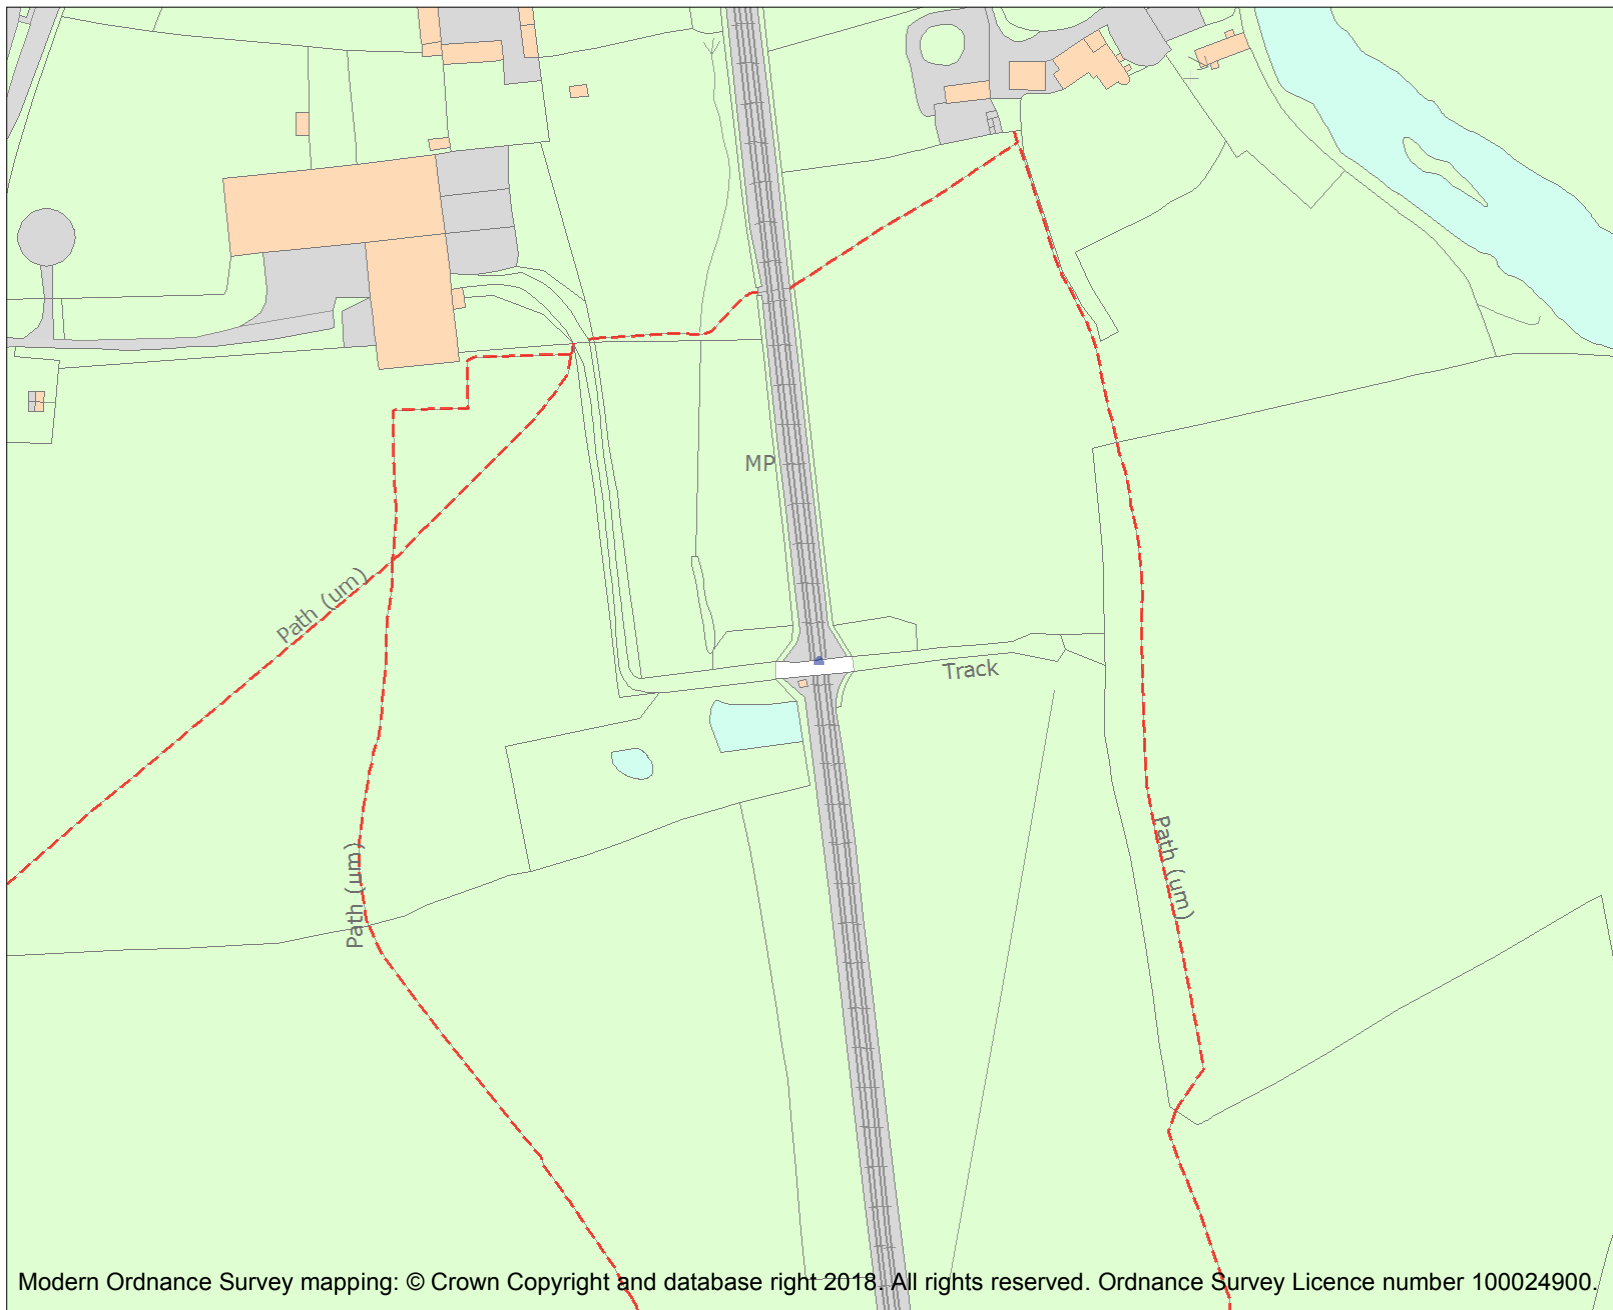 MP
Path (um)
Track
Path (um)
Path (um)
Modern Ordnance Survey mapping: © Crown Copyright and database right 2018. All rights reserved. Ordnance Survey Licence number 100024900.